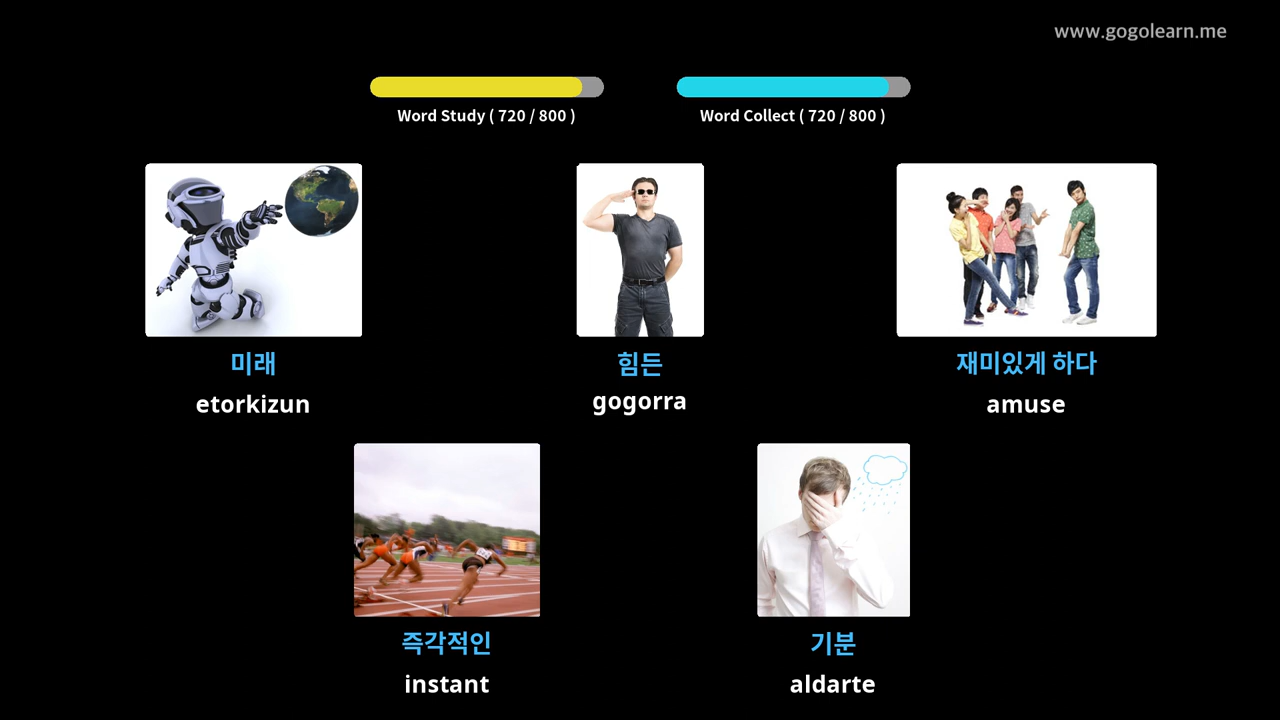 www.gogolearn.me
Word Study ( 720 / 800 )
Word Collect ( 720 / 800 )
미래
etorkizun
힘든
gogorra
재미있게 하다
amuse
즉각적인
instant
기분
aldarte